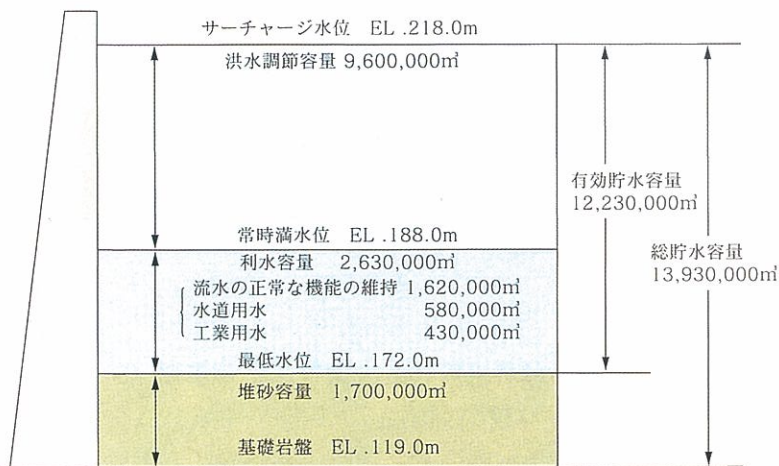 サーチャージ水位 EL .218.0m
洪水調節容量 9,600,000㎥
有効貯水容量
12,230,000㎥
常時満水位 EL .188.0m
総貯水容量
13,930,000㎥
利水容量 2,630,000㎥
流水の正常な機能の維持 1,620,000㎥
水道用水 580,000㎥
工業用水 430,000㎥
最低水位 EL .172.0m
堆砂容量 1,700,000㎥
基礎岩盤 EL .119.0m